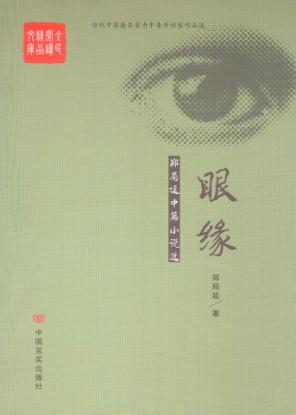 当代中国最具实力中青年作家作品选
全民阅读精品文库
眼缘
郑局廷中篇小说选
郑局廷/著
中国言实出版社